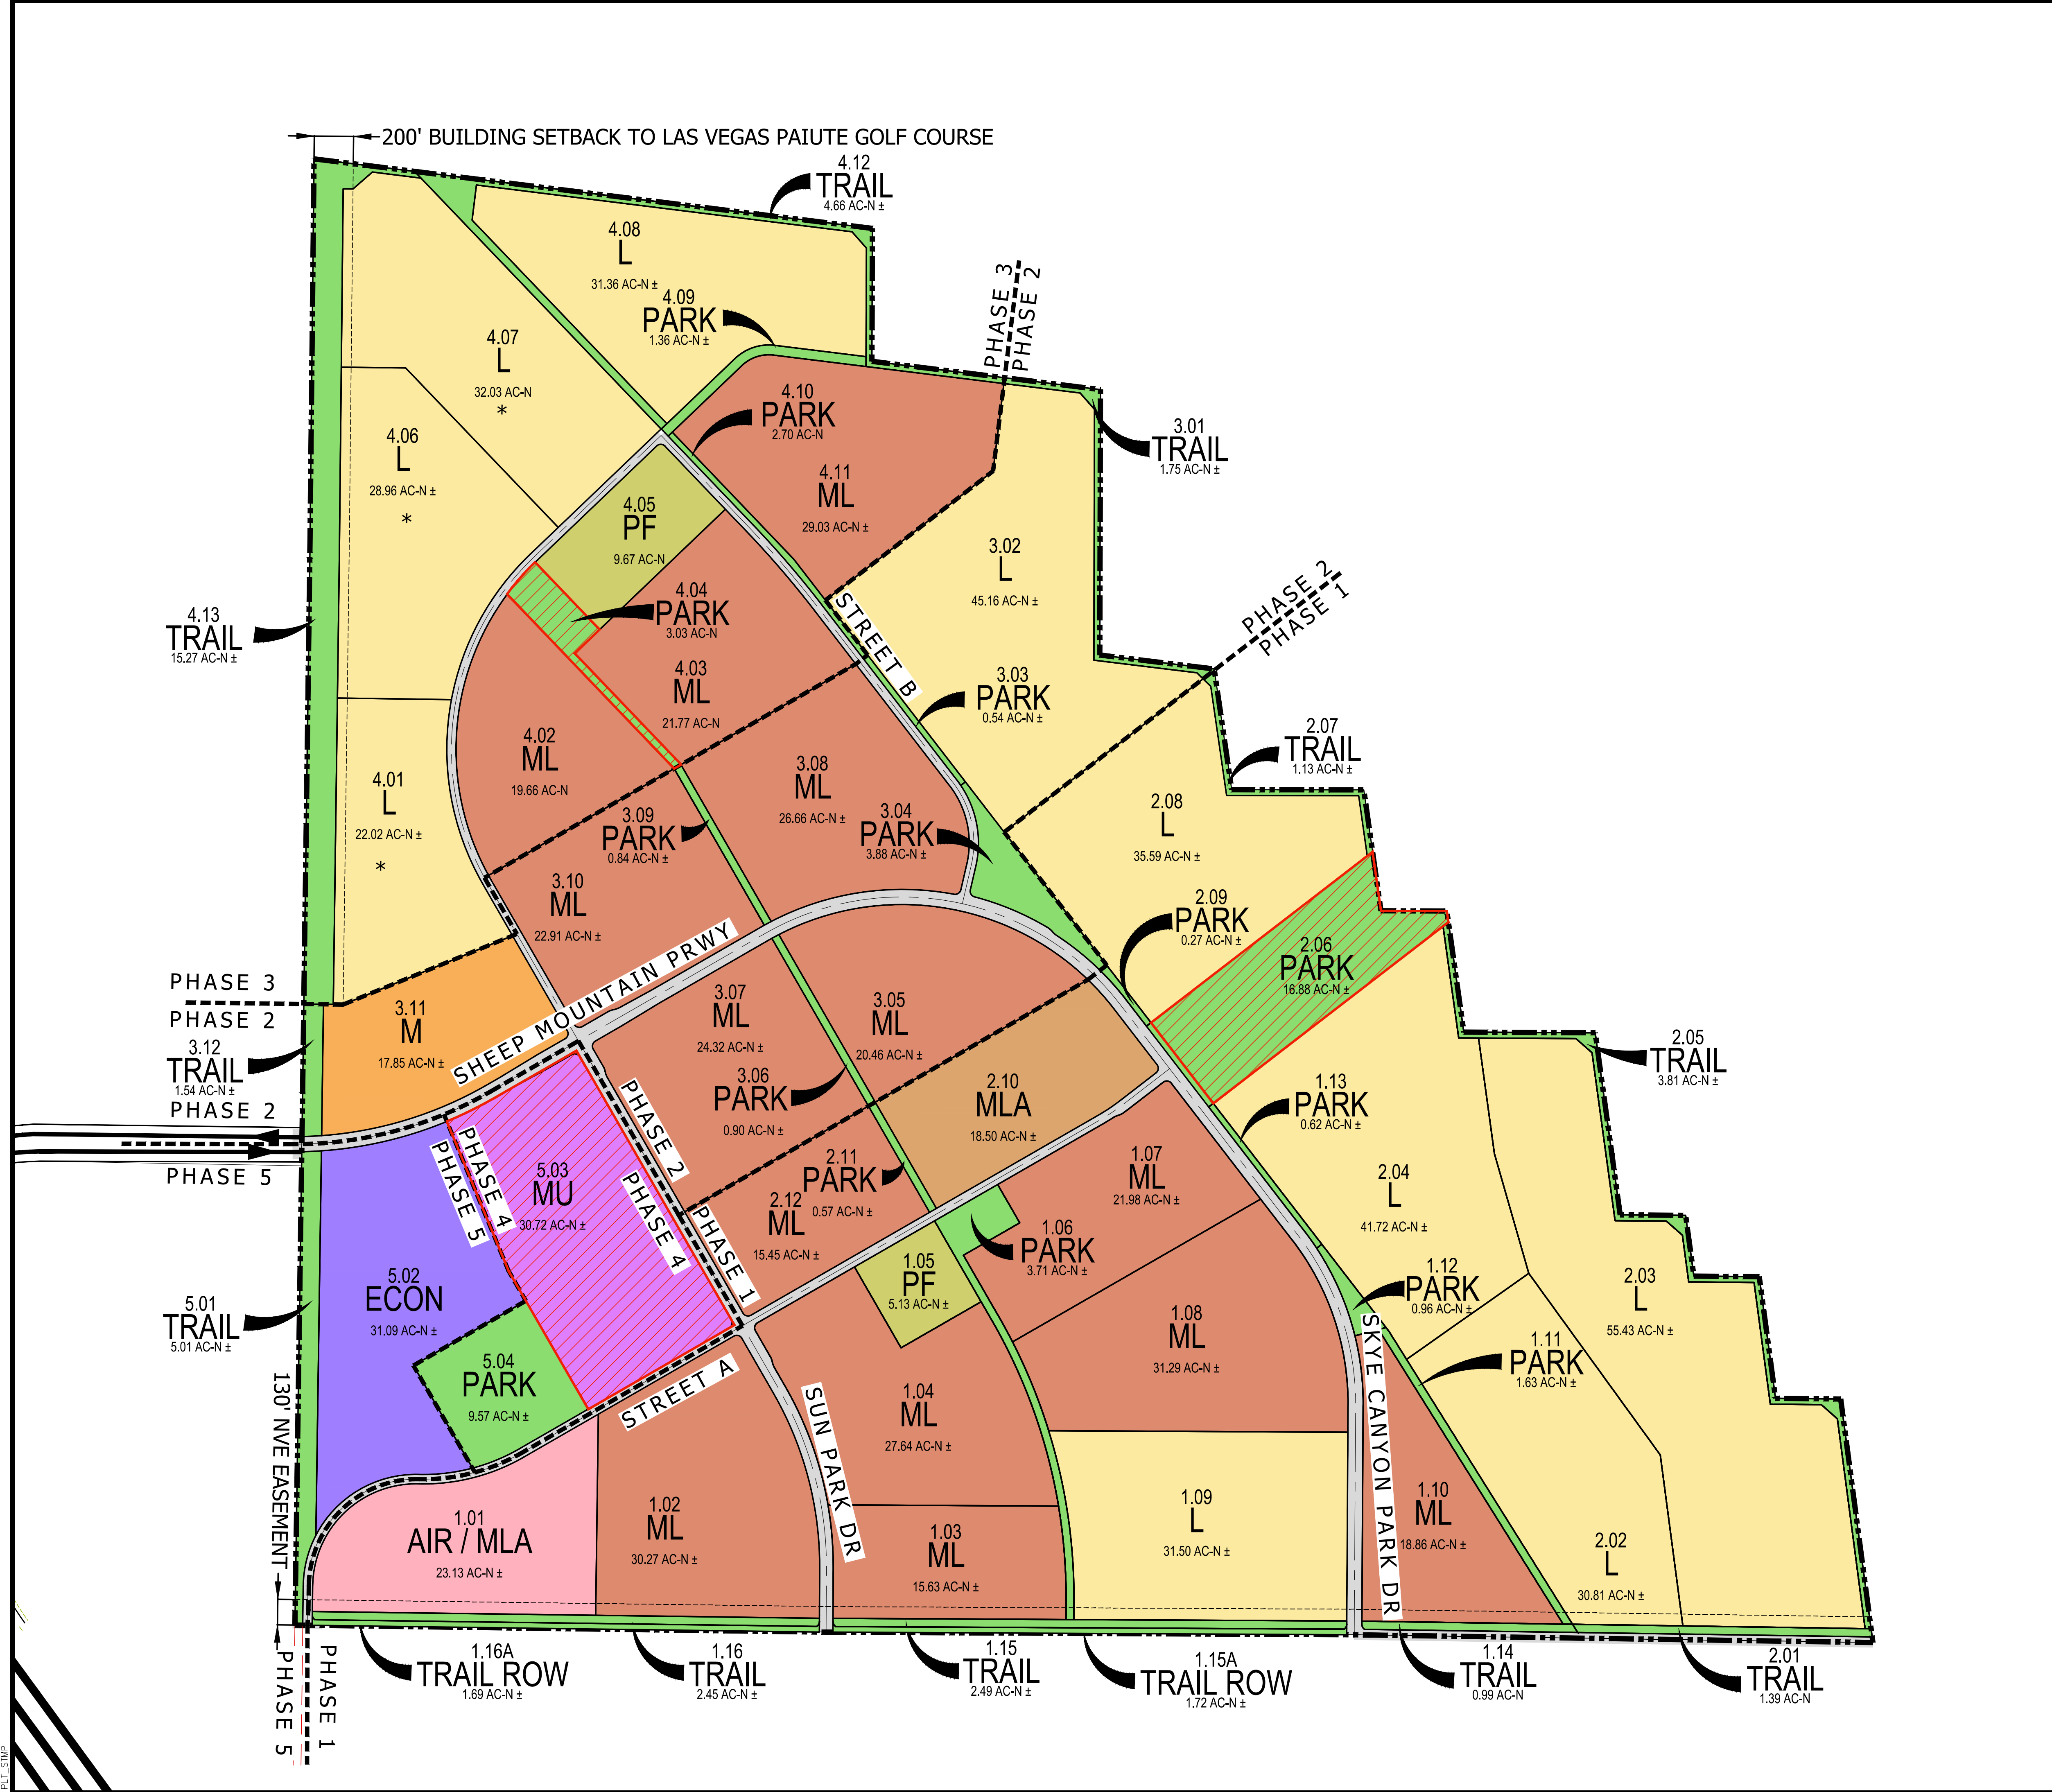 200' BUILDING SETBACK TO LAS VEGAS PAIUTE GOLF COURSE
4.12
TRAIL
4.66 AC-N ±
4.08
L
31.36 AC-N ±
4.09
PARK
1.36 AC-N ±
PHASE 3
PHASE 2
4.07
L
32.03 AC-N
*
4.10
PARK
2.70 AC-N
3.01
TRAIL
1.75 AC-N ±
4.06
L
28.96 AC-N ±
*
4.11
ML
29.03 AC-N ±
4.05
PF
9.67 AC-N
3.02
L
45.16 AC-N ±
PHASE 2
PHASE 1
4.04
PARK
3.03 AC-N
STREET B
4.13
TRAIL
15.27 AC-N ±
4.03
ML
21.77 AC-N
3.03
PARK
0.54 AC-N ±
2.07
TRAIL
1.13 AC-N ±
4.02
ML
19.66 AC-N
3.08
ML
26.66 AC-N ±
4.01
L
22.02 AC-N ±
*
3.09
PARK
0.84 AC-N ±
3.04
PARK
3.88 AC-N ±
2.08
L
35.59 AC-N ±
3.10
ML
22.91 AC-N ±
2.09
PARK
0.27 AC-N ±
2.06
PARK
16.88 AC-N ±
SHEEP MOUNTAIN PRWY
PHASE 3
PHASE 2
3.11
M
17.85 AC-N ±
3.07
ML
24.32 AC-N ±
3.05
ML
20.46 AC-N ±
3.12
TRAIL
1.54 AC-N ±
2.05
TRAIL
3.81 AC-N ±
PHASE 2
PHASE 5
3.06
PARK
0.90 AC-N ±
2.10
MLA
18.50 AC-N ±
1.13
PARK
0.62 AC-N ±
PHASE 2
PHASE 4
PHASE 4
PHASE 5
PHASE 1
5.03
MU
30.72 AC-N ±
2.11
PARK
0.57 AC-N ±
2.12
ML
15.45 AC-N ±
1.07
ML
21.98 AC-N ±
2.04
L
41.72 AC-N ±
1.06
PARK
3.71 AC-N ±
1.05
PF
5.13 AC-N ±
5.02
ECON
31.09 AC-N ±
5.01
TRAIL
5.01 AC-N ±
1.12
PARK
0.96 AC-N ±
2.03
L
55.43 AC-N ±
1.08
ML
31.29 AC-N ±
1.11
PARK
1.63 AC-N ±
5.04
PARK
9.57 AC-N ±
STREET A
1.04
ML
27.64 AC-N ±
SUN PARK DR
SKYE CANYON PARK DR
130' NVE EASEMENT
1.01
AIR / MLA
23.13 AC-N ±
1.02
ML
30.27 AC-N ±
1.03
ML
15.63 AC-N ±
1.09
L
31.50 AC-N ±
1.10
ML
18.86 AC-N ±
2.02
L
30.81 AC-N ±
PHASE 5
PHASE 1
1.16A
TRAIL ROW
1.69 AC-N ±
1.16
TRAIL
2.45 AC-N ±
1.15
TRAIL
2.49 AC-N ±
1.15A
TRAIL ROW
1.72 AC-N ±
1.14
TRAIL
0.99 AC-N
2.01
TRAIL
1.39 AC-N
PLT_STMP